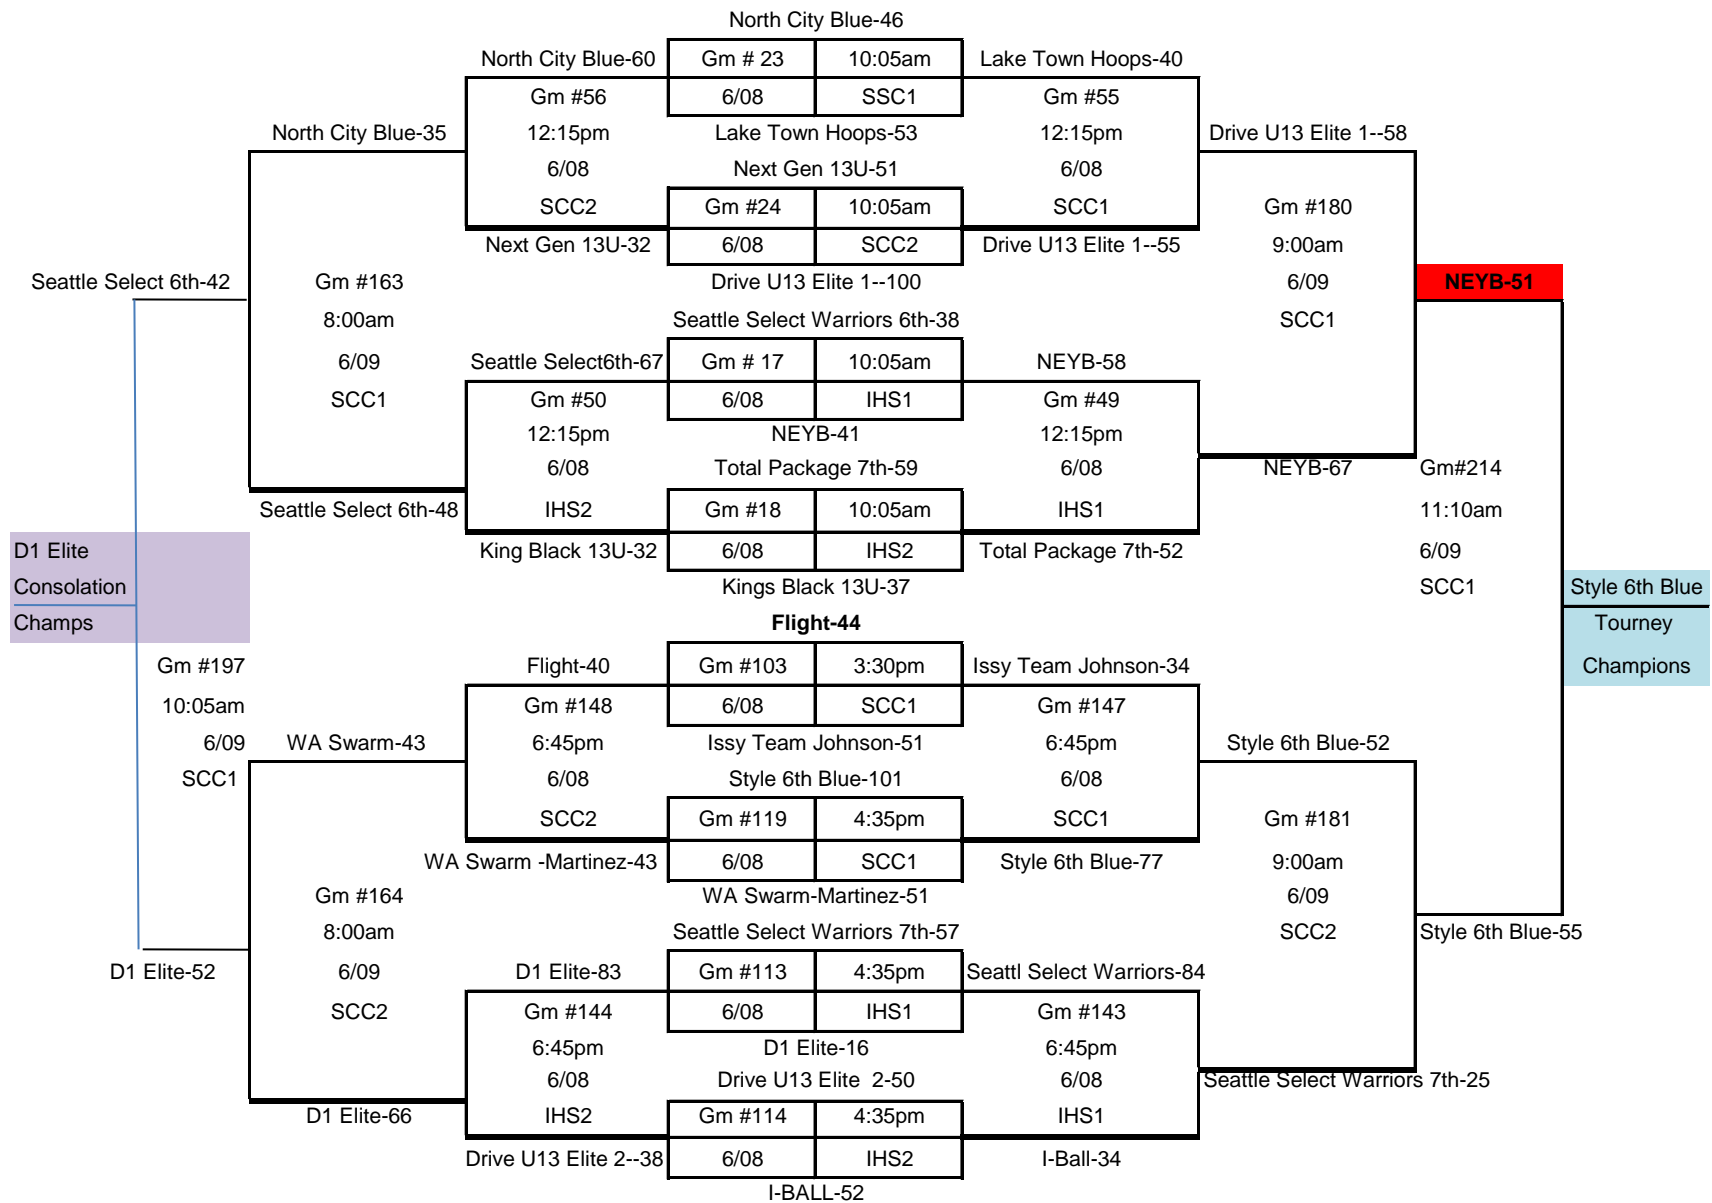 North City Blue-46
North City Blue-60 Gm # 23 10:05am Lake Town Hoops-40
Gm #56 6/08 SSC1 Gm #55
North City Blue-35 12:15pm Lake Town Hoops-53 12:15pm Drive U13 Elite 1--58
6/08 Next Gen 13U-51 6/08
SCC2 Gm #24 10:05am SCC1 Gm #180
Next Gen 13U-32 6/08 SCC2 Drive U13 Elite 1--55 9:00am
Seattle Select 6th-42 Gm #163 Drive U13 Elite 1--100 6/09 NEYB-51
8:00am Seattle Select Warriors 6th-38 SCC1
6/09 Seattle Select6th-67 Gm # 17 10:05am NEYB-58
SCC1 Gm #50 6/08 IHS1 Gm #49
12:15pm NEYB-41 12:15pm
6/08 Total Package 7th-59 6/08 NEYB-67 Gm#214
Seattle Select 6th-48 IHS2 Gm #18 10:05am IHS1 11:10am
D1 Elite King Black 13U-32 6/08 IHS2 Total Package 7th-52 6/09
Consolation Kings Black 13U-37 SCC1 Style 6th Blue
Champs Flight-44 Tourney
Gm #197 Flight-40 Gm #103 3:30pm Issy Team Johnson-34 Champions
10:05am Gm #148 6/08 SCC1 Gm #147
6/09 WA Swarm-43 6:45pm Issy Team Johnson-51 6:45pm Style 6th Blue-52
SCC1 6/08 Style 6th Blue-101 6/08
SCC2 Gm #119 4:35pm SCC1 Gm #181
WA Swarm -Martinez-43 6/08 SCC1 Style 6th Blue-77 9:00am
Gm #164 WA Swarm-Martinez-51 6/09
8:00am Seattle Select Warriors 7th-57 SCC2 Style 6th Blue-55
D1 Elite-52 6/09 D1 Elite-83 Gm #113 4:35pm Seattl Select Warriors-84
SCC2 Gm #144 6/08 IHS1 Gm #143
6:45pm D1 Elite-16 6:45pm
6/08 Drive U13 Elite  2-50 6/08 Seattle Select Warriors 7th-25
D1 Elite-66 IHS2 Gm #114 4:35pm IHS1
Drive U13 Elite 2--38 6/08 IHS2 I-Ball-34
I-BALL-52